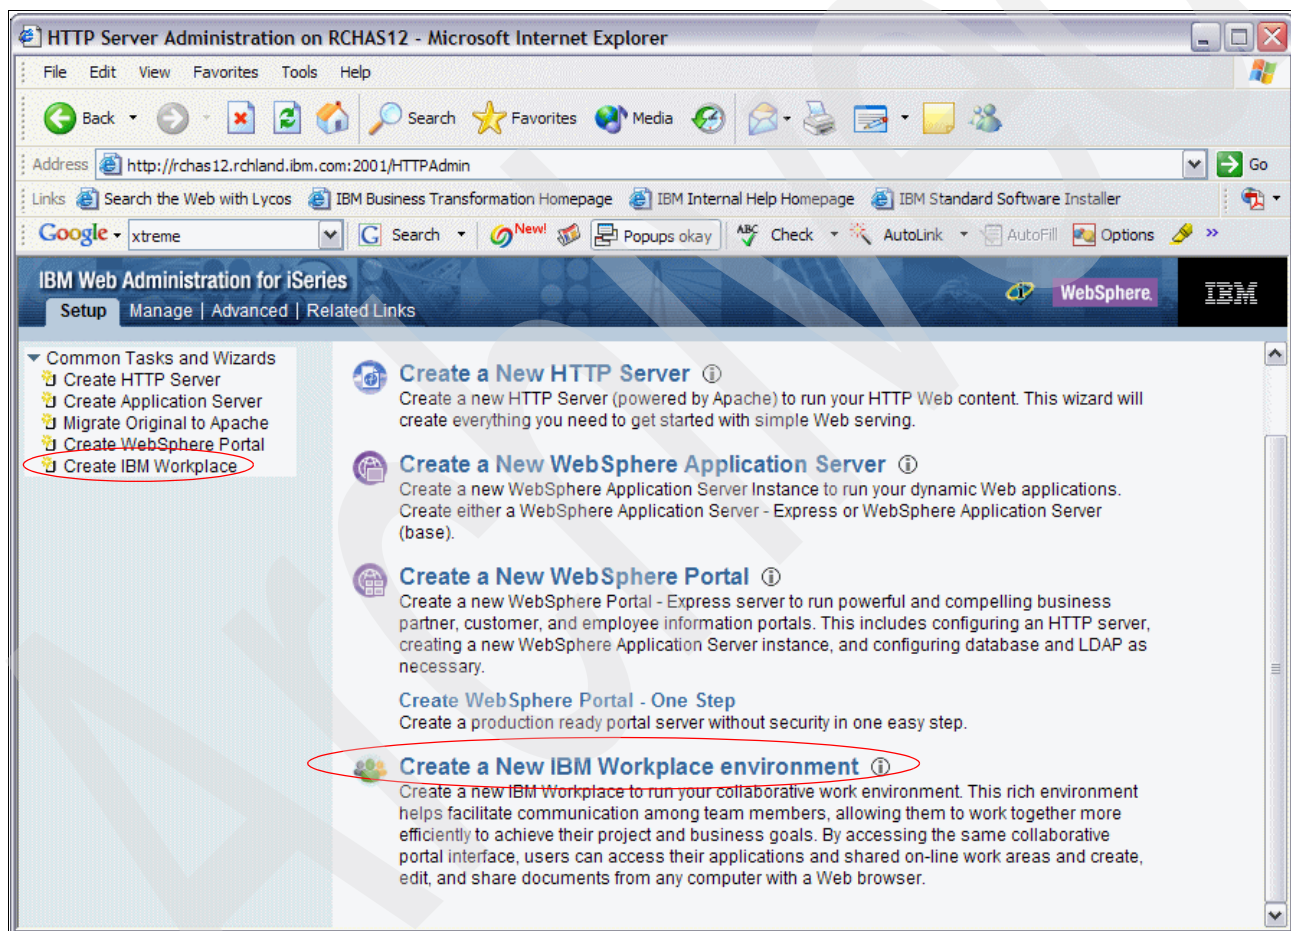 HTTP Server Administration on RCHAS12 - Microsoft Internet Explorer
File Edit View Favorites Tools Help
Back Search Favorites Media
Address http://rchas12.rchland.ibm.com:2001/HTTPAdmin Go
Links Search the Web with Lycos IBM Business Transformation Homepage IBM Internal Help Homepage IBM Standard Software Installer
Google xtreme G Search New! Popups okay ABC Check AutoLink AutoFill Options »
IBM Web Administration for iSeries
WebSphere. IBM
Setup Manage | Advanced | Related Links
Common Tasks and Wizards
Create HTTP Server
Create Application Server
Migrate Original to Apache
Create WebSphere Portal
Create IBM Workplace
Create a New HTTP Server
Create a new HTTP Server (powered by Apache) to run your HTTP Web content. This wizard will
create everything you need to get started with simple Web serving.
Create a New WebSphere Application Server
Create a new WebSphere Application Server Instance to run your dynamic Web applications.
Create either a WebSphere Application Server - Express or WebSphere Application Server
(base).
Create a New WebSphere Portal
Create a new WebSphere Portal - Express server to run powerful and compelling business
partner, customer, and employee information portals. This includes configuring an HTTP server,
creating a new WebSphere Application Server instance, and configuring database and LDAP as
necessary.
Create WebSphere Portal - One Step
Create a production ready portal server without security in one easy step.
Create a New IBM Workplace environment
Create a new IBM Workplace to run your collaborative work environment. This rich environment
helps facilitate communication among team members, allowing them to work together more
efficiently to achieve their project and business goals. By accessing the same collaborative
portal interface, users can access their applications and shared on-line work areas and create,
edit, and share documents from any computer with a Web browser.